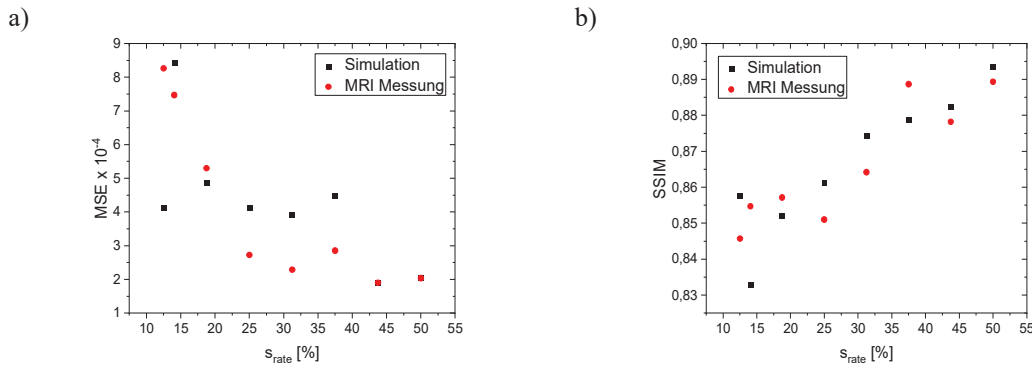 a)
9
8
7
6
5
4
3
2
1
MSE x 10⁻⁴
Simulation
MRI Messung
10 15 20 25 30 35 40 45 50 55
s_rate [%]
b)
0,90
0,89
0,88
0,87
0,86
0,85
0,84
0,83
SSIM
Simulation
MRI Messung
10 15 20 25 30 35 40 45 50 55
s_rate [%]